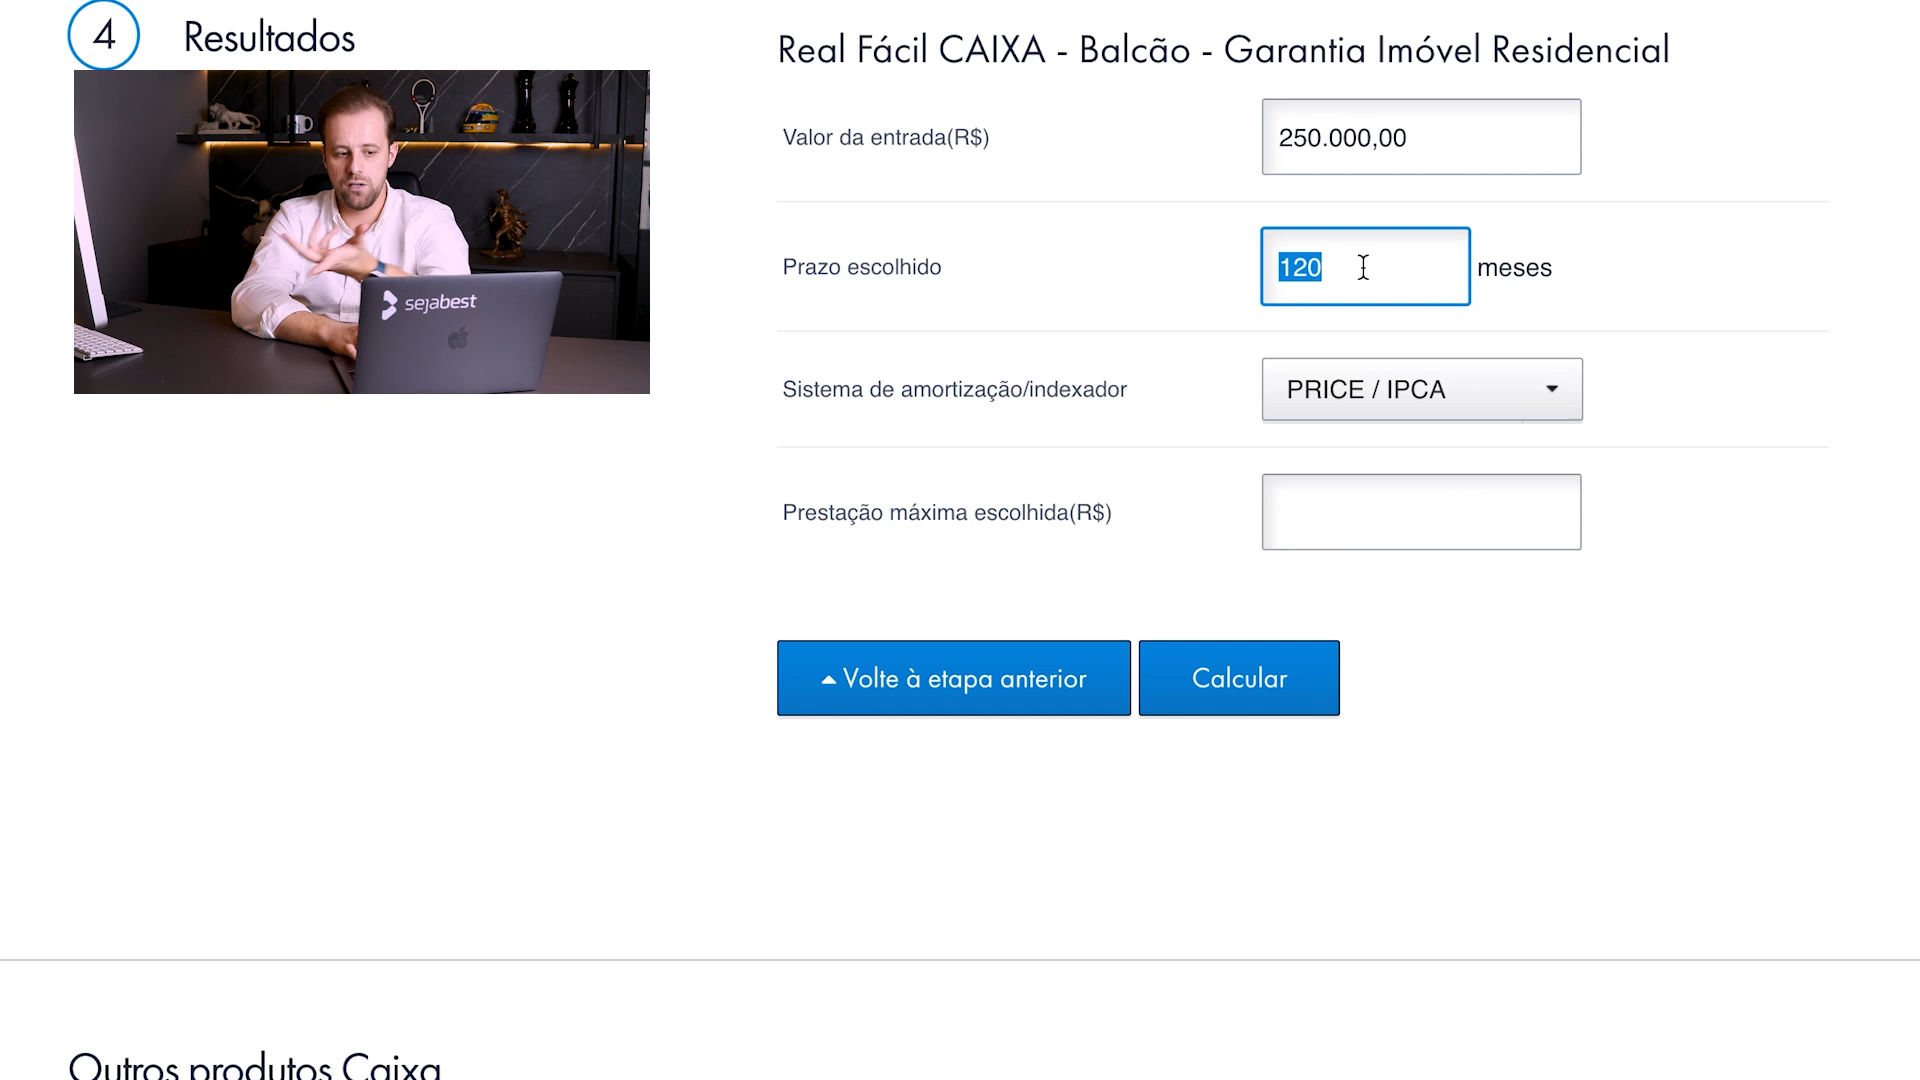 4 Resultados
Real Fácil CAIXA - Balcão - Garantia Imóvel Residencial
Valor da entrada(R$) 250.000,00
Prazo escolhido 120 meses
sejabest
Sistema de amortização/indexador PRICE / IPCA
Prestação máxima escolhida(R$)
Volte à etapa anterior Calcular
Outros produtos Caixa